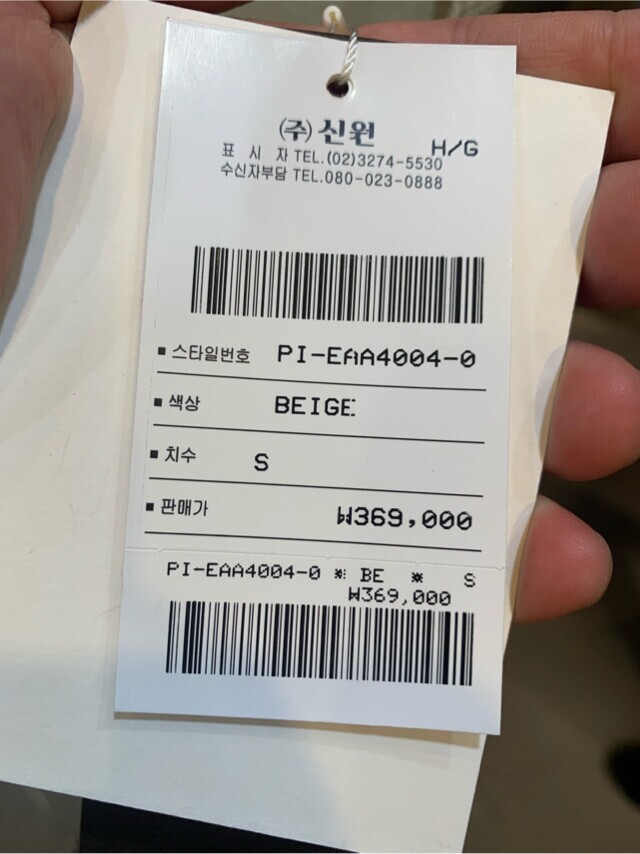 (주) 신원
H/G
표 시 자 TEL.(02)3274-5530
수신자부담 TEL.080-023-0888
■ 스타일번호 PI-EAA4004-0
■ 색상 BEIGE
■ 치수 S
■ 판매가 ₩369,000
PI-EAA4004-0 ※ BE ※ S
₩369,000